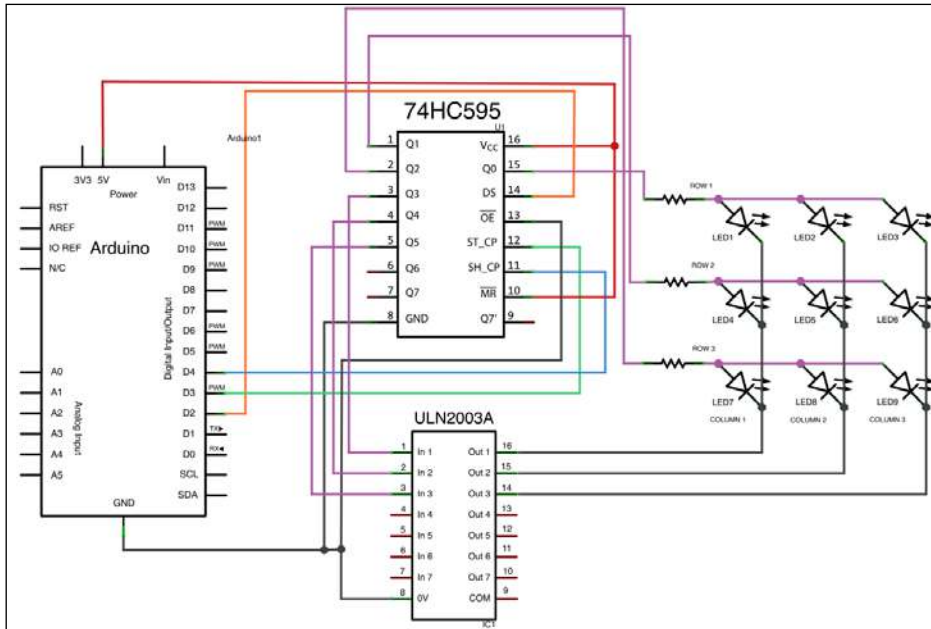 74HC595
U1
Arduino1
1 Q1 VCC 16
2 Q2 Q0 15
3 Q3 DS 14
4 Q4 OE 13
5 Q5 ST_CP 12
6 Q6 SH_CP 11
7 Q7 MR 10
8 GND Q7' 9
3V3 5V Vin
Power
Arduino
RST
AREF
IO REF
N/C
A0
A1
A2
A3
A4
A5
Analog Input
Digital Input/Output
D13
D12
D11 PWM
D10 PWM
D9 PWM
D8
D7
D6 PWM
D5 PWM
D4
D3 PWM
D2
D1 TX
D0 RX
SCL
SDA
GND
ULN2003A
1 In 1 Out 1 16
2 In 2 Out 2 15
3 In 3 Out 3 14
4 In 4 Out 4 13
5 In 5 Out 5 12
6 In 6 Out 6 11
7 In 7 Out 7 10
8 0V COM 9
IC1
ROW 1
LED1 LED2 LED3
ROW 2
LED4 LED5 LED6
ROW 3
LED7 LED8 LED9
COLUMN 1 COLUMN 2 COLUMN 3